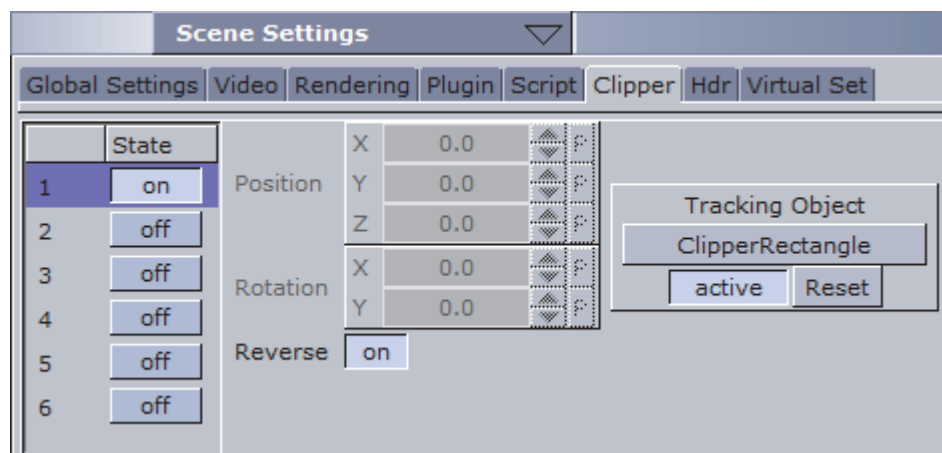 Scene Settings
Global Settings Video Rendering Plugin Script Clipper Hdr Virtual Set
State
1 on
2 off
3 off
4 off
5 off
6 off
Position X 0.0
Y 0.0
Z 0.0
Rotation X 0.0
Y 0.0
Reverse on
Tracking Object
ClipperRectangle
active Reset